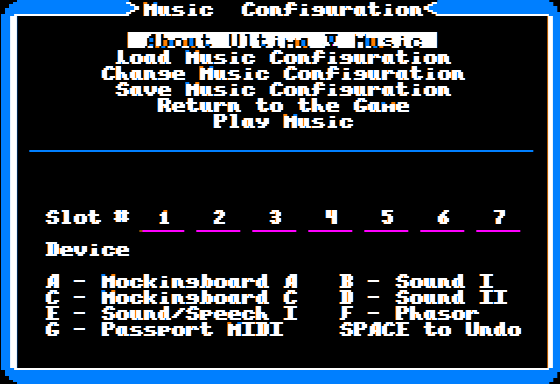 Music Configuration
About Ultima V Music
Load Music Configuration
Change Music Configuration
Save Music Configuration
Return to the Game
Play Music
Slot # 1 2 3 4 5 6 7
Device
A - Mockingboard A B - Sound I
C - Mockingboard C D - Sound II
E - Sound/Speech I F - Phasor
G - Passport MIDI SPACE to Undo